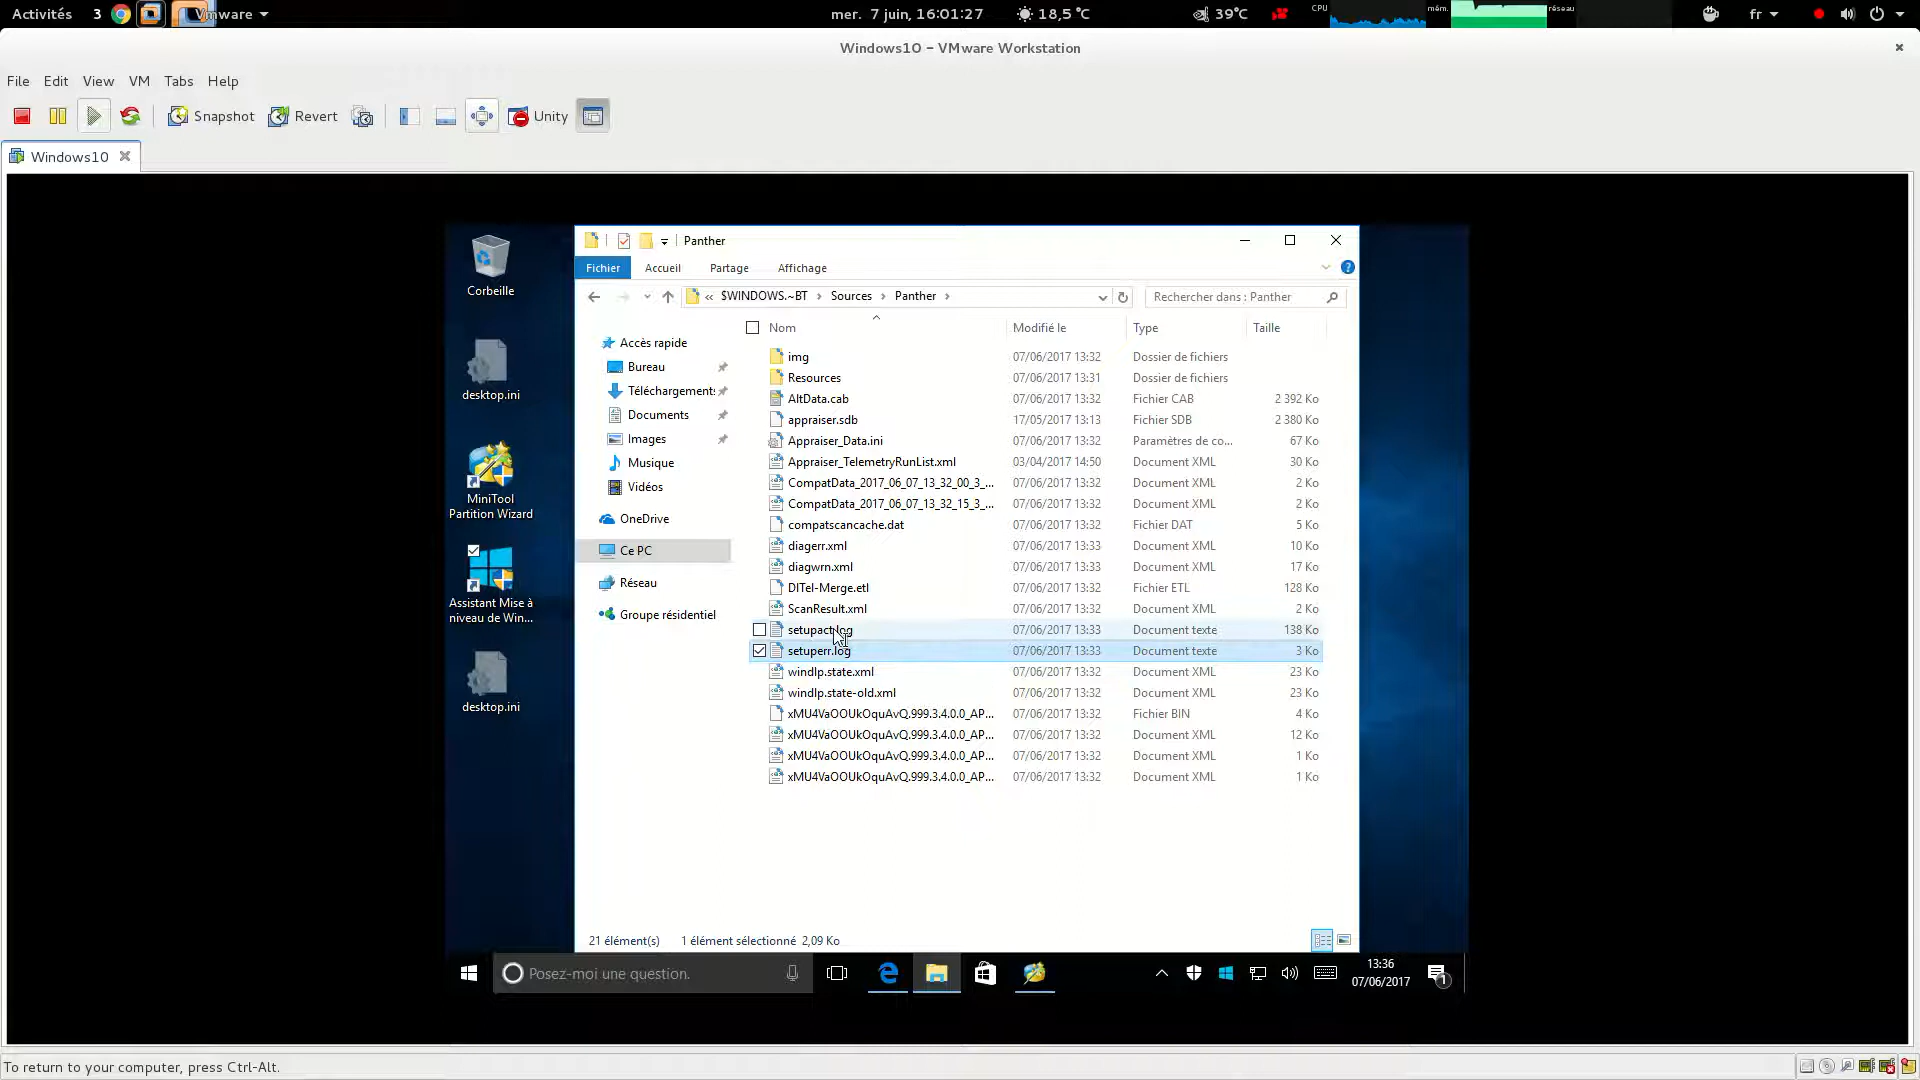 Activités 3 Vmware mer. 7 juin, 16:01:27 18,5 °C 39°C CPU mém. réseau fr
Windows10 – VMware Workstation
File Edit View VM Tabs Help
Snapshot Revert Unity
Windows10
Corbeille
desktop.ini
MiniTool
Partition Wizard
Assistant Mise à
niveau de Win...
desktop.ini
Panther
Fichier Accueil Partage Affichage
« $WINDOWS.~BT Sources Panther Rechercher dans : Panther
Accès rapide
Bureau
Téléchargements
Documents
Images
Musique
Vidéos
OneDrive
Ce PC
Réseau
Groupe résidentiel
Nom Modifié le Type Taille
img 07/06/2017 13:32 Dossier de fichiers
Resources 07/06/2017 13:31 Dossier de fichiers
AltData.cab 07/06/2017 13:32 Fichier CAB 2 392 Ko
appraiser.sdb 17/05/2017 13:13 Fichier SDB 2 380 Ko
Appraiser_Data.ini 07/06/2017 13:32 Paramètres de co... 67 Ko
Appraiser_TelemetryRunList.xml 03/04/2017 14:50 Document XML 30 Ko
CompatData_2017_06_07_13_32_00_3_... 07/06/2017 13:32 Document XML 2 Ko
CompatData_2017_06_07_13_32_15_3_... 07/06/2017 13:32 Document XML 2 Ko
compatscancache.dat 07/06/2017 13:32 Fichier DAT 5 Ko
diagerr.xml 07/06/2017 13:33 Document XML 10 Ko
diagwrn.xml 07/06/2017 13:33 Document XML 17 Ko
DITel-Merge.etl 07/06/2017 13:32 Fichier ETL 128 Ko
ScanResult.xml 07/06/2017 13:32 Document XML 2 Ko
setupact.log 07/06/2017 13:33 Document texte 138 Ko
setuperr.log 07/06/2017 13:33 Document texte 3 Ko
windlp.state.xml 07/06/2017 13:32 Document XML 23 Ko
windlp.state-old.xml 07/06/2017 13:32 Document XML 23 Ko
xMU4VaOOUkOquAvQ.999.3.4.0.0_AP... 07/06/2017 13:32 Fichier BIN 4 Ko
xMU4VaOOUkOquAvQ.999.3.4.0.0_AP... 07/06/2017 13:32 Document XML 12 Ko
xMU4VaOOUkOquAvQ.999.3.4.0.0_AP... 07/06/2017 13:32 Document XML 1 Ko
xMU4VaOOUkOquAvQ.999.3.4.0.0_AP... 07/06/2017 13:32 Document XML 1 Ko
21 élément(s) 1 élément sélectionné 2,09 Ko
Posez-moi une question. 13:36
07/06/2017 1
To return to your computer, press Ctrl-Alt.